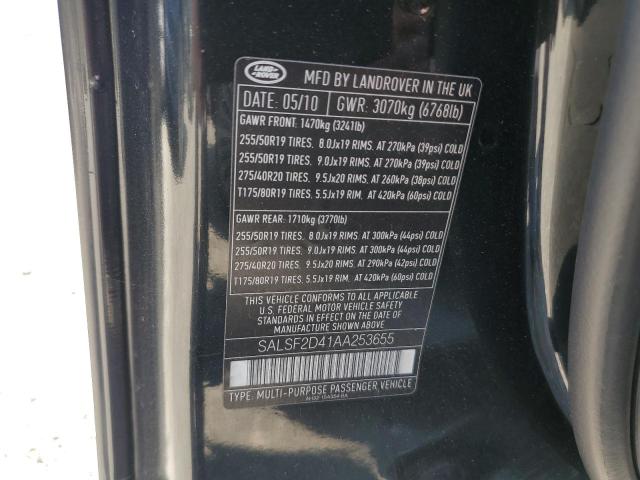 LAND-
ROVER
MFD BY LANDROVER IN THE UK
DATE: 05/10 GWR: 3070kg (6768lb)
GAWR FRONT: 1470kg (3241lb)
255/50R19 TIRES. 8.0Jx19 RIMS. AT 270kPa (39psi) COLD
255/50R19 TIRES. 9.0Jx19 RIMS. AT 270kPa (39psi) COLD
275/40R20 TIRES. 9.5Jx20 RIMS. AT 260kPa (38psi) COLD
T175/80R19 TIRES. 5.5Jx19 RIM. AT 420kPa (60psi) COLD
GAWR REAR: 1710kg (3770lb)
255/50R19 TIRES. 8.0Jx19 RIMS. AT 300kPa (44psi) COLD
255/50R19 TIRES. 9.0Jx19 RIMS. AT 300kPa (44psi) COLD
275/40R20 TIRES. 9.5Jx20 RIMS. AT 290kPa (42psi) COLD
T175/80R19 TIRES. 5.5Jx19 RIM. AT 420kPa (60psi) COLD
THIS VEHICLE CONFORMS TO ALL APPLICABLE
U.S. FEDERAL MOTOR VEHICLE SAFETY
STANDARDS IN EFFECT ON THE DATE OF
MANUFACTURE SHOWN ABOVE.
SALSF2D41AA253655
TYPE: MULTI-PURPOSE PASSENGER VEHICLE